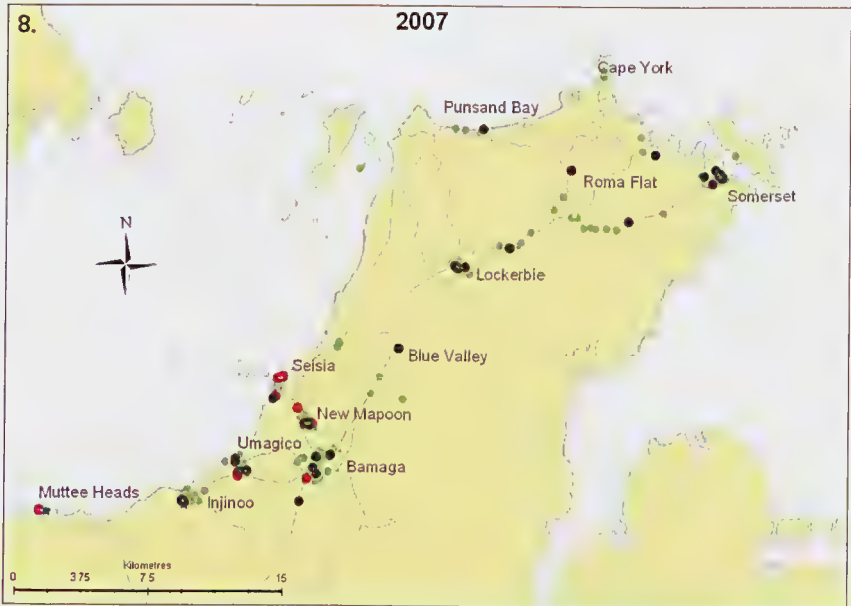 8.
2007
Cape York
Punsand Bay
Roma Flat
Somerset
N
Lockerbie
Blue Valley
Seisia
New Mapoon
Umagico
Bamaga
Muttee Heads
Injinoo
Kilometres
0 3 75 7 5 15